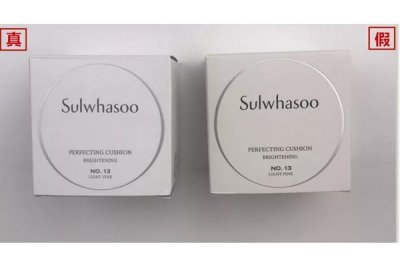 真
假
Sulwhasoo
PERFECTING CUSHION
BRIGHTENING
NO. 13
LIGHT PINK
Sulwhasoo
PERFECTING CUSHION
BRIGHTENING
NO. 13
LIGHT PINK